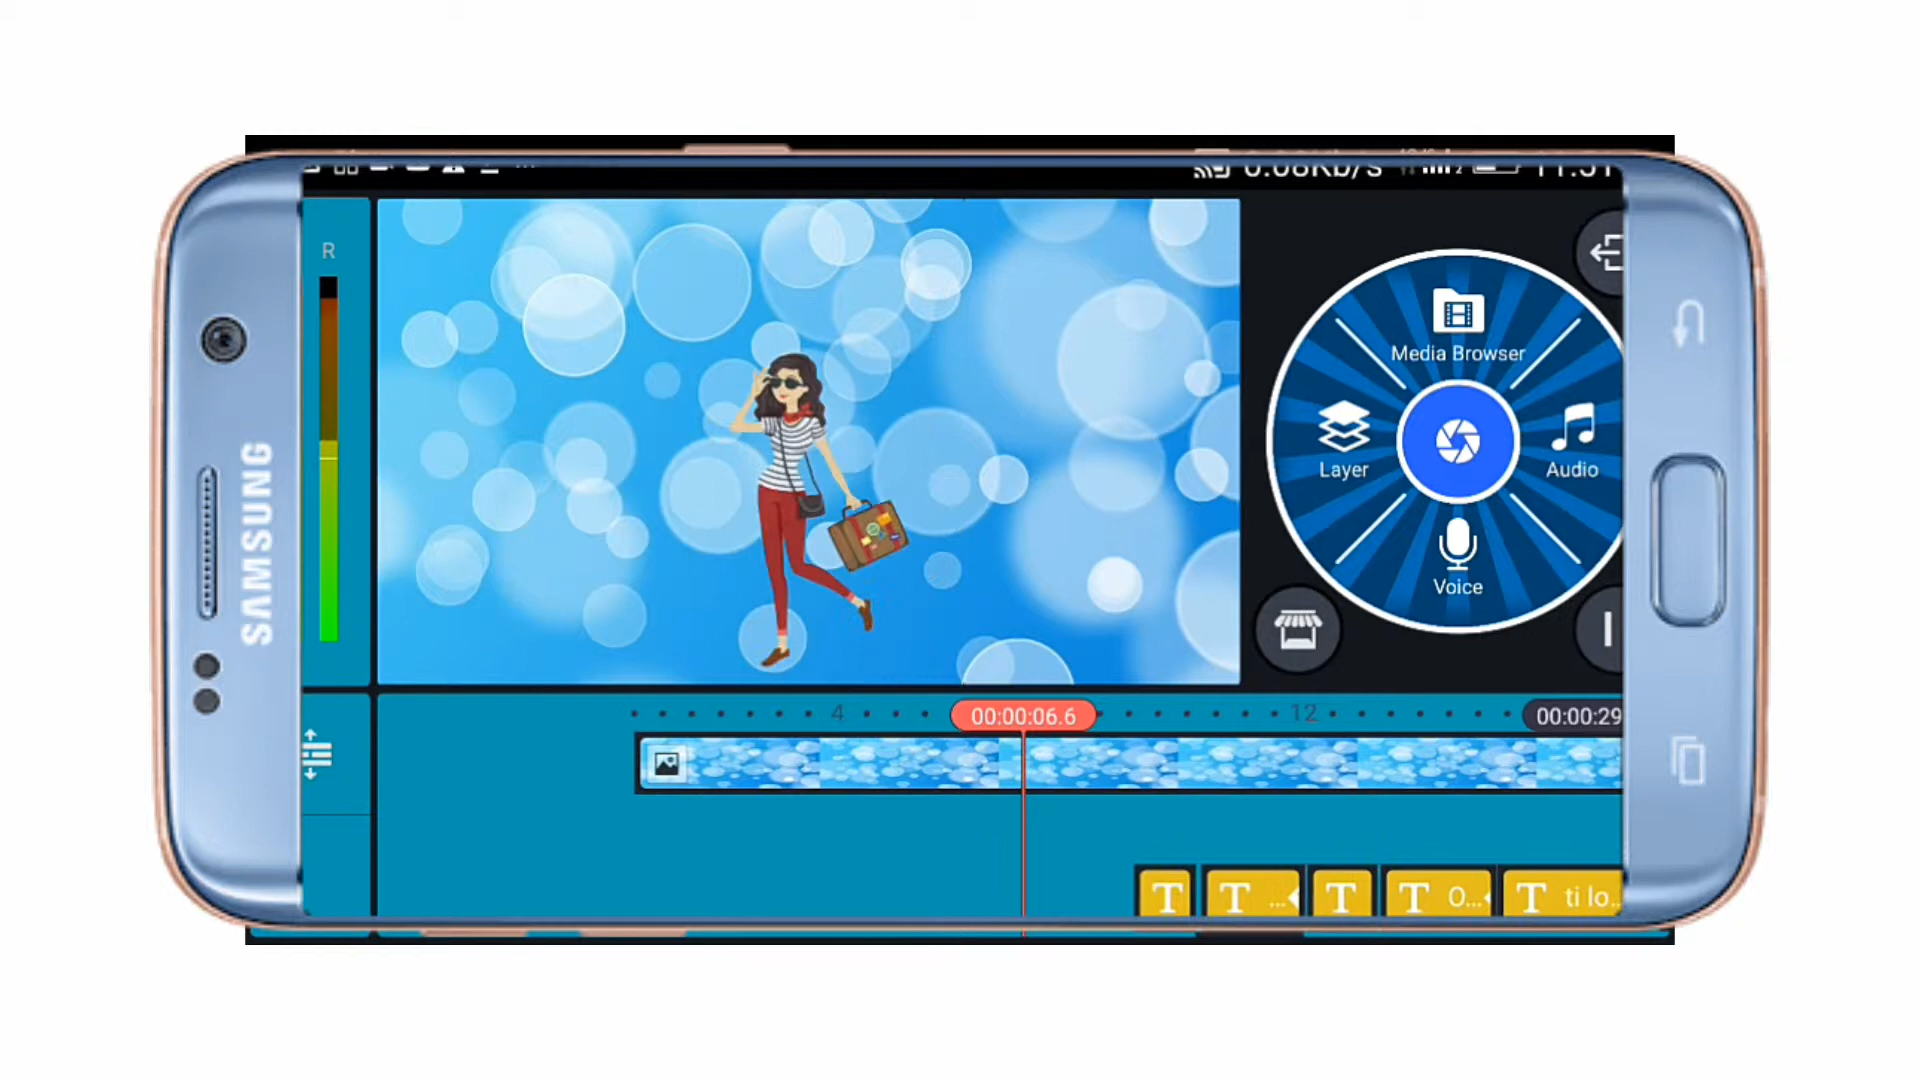 R
SAMSUNG
Media Browser
Layer
Audio
Voice
4
00:00:06.6
12
00:00:29
T
T ...
T
T O...
T ti lo..